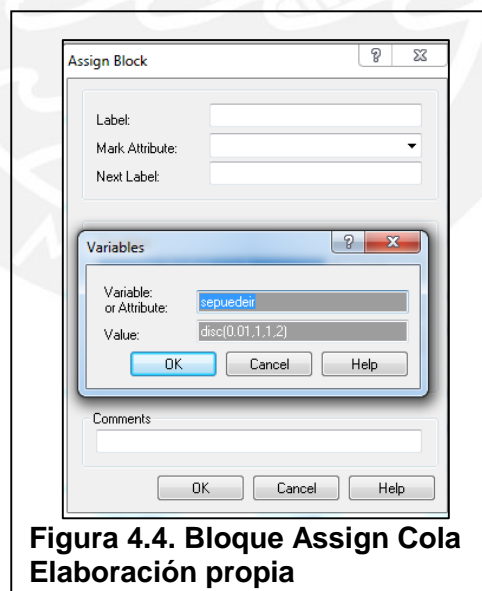 Assign Block
Label:
Mark Attribute:
Next Label:
Variables
Variable:
or Attribute:
sepuedeir
Value:
disc(0.01,1,1,2)
OK Cancel Help
Comments
OK Cancel Help
Figura 4.4. Bloque Assign Cola
Elaboración propia